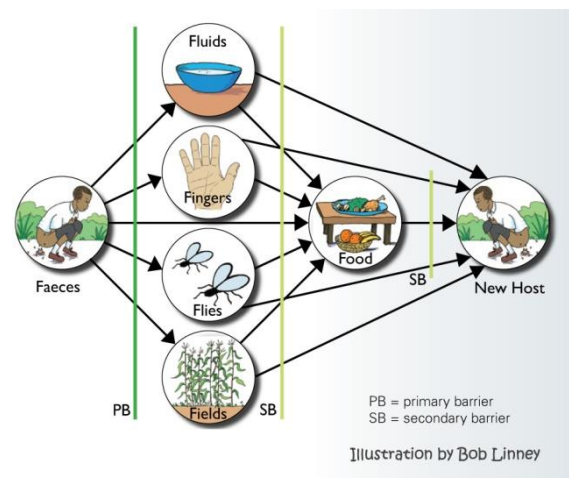 Fluids
Fingers
Faeces
Flies
Food
New Host
Fields
PB
SB
SB
PB = primary barrier
SB = secondary barrier
Illustration by Bob Linney